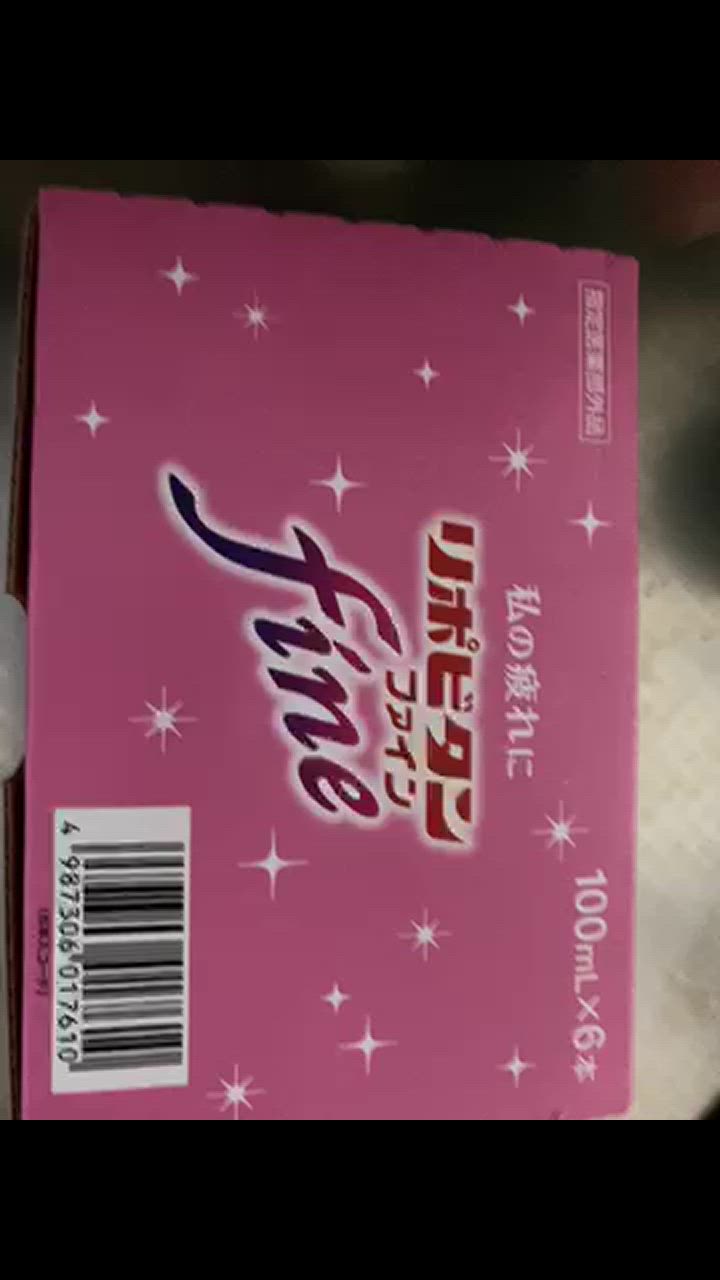 指定医薬部外品
私の疲れに
リポビタン
ファイン
fine
100mL×6本
4 987306 017610